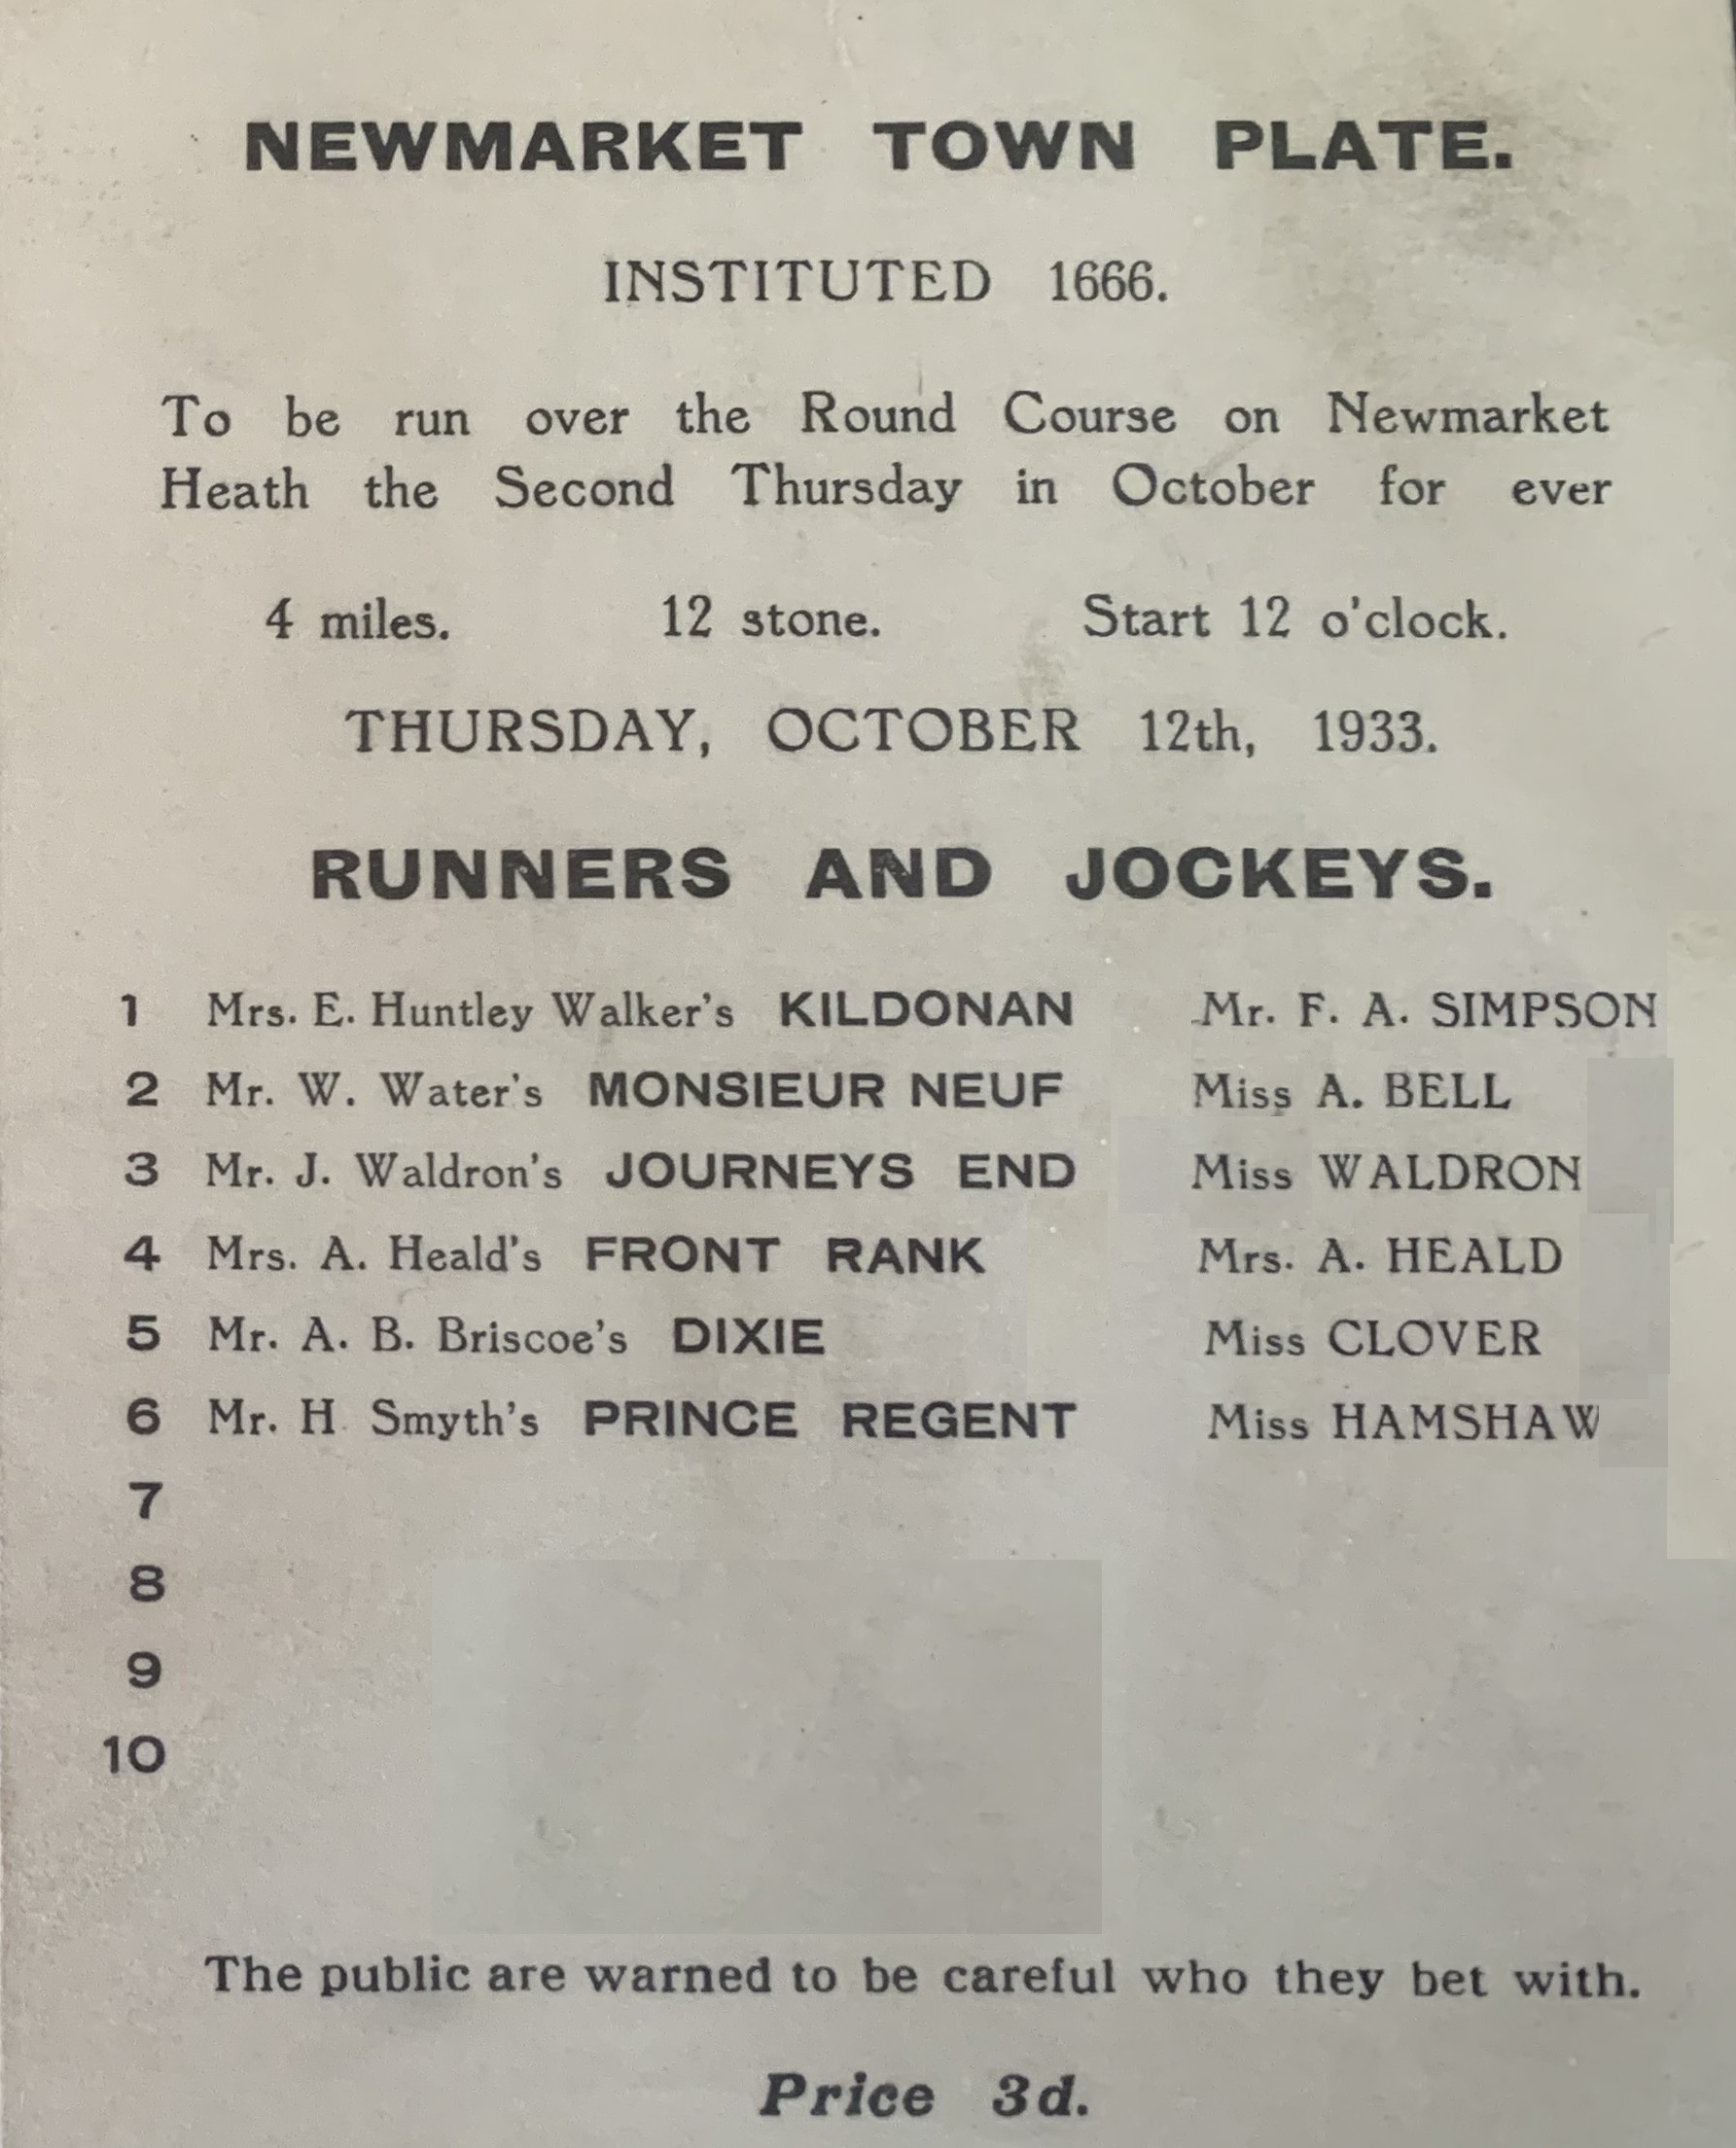 NEWMARKET TOWN PLATE.
INSTITUTED 1666.
To be run over the Round Course on Newmarket
Heath the Second Thursday in October for ever
4 miles. 12 stone. Start 12 o'clock.
THURSDAY, OCTOBER 12th, 1933.
RUNNERS AND JOCKEYS.
1 Mrs. E. Huntley Walker's KILDONAN Mr. F. A. SIMPSON
2 Mr. W. Water's MONSIEUR NEUF Miss A. BELL
3 Mr. J. Waldron's JOURNEYS END Miss WALDRON
4 Mrs. A. Heald's FRONT RANK Mrs. A. HEALD
5 Mr. A. B. Briscoe's DIXIE Miss CLOVER
6 Mr. H Smyth's PRINCE REGENT Miss HAMSHAW
7
8
9
10
The public are warned to be careful who they bet with.
Price 3d.